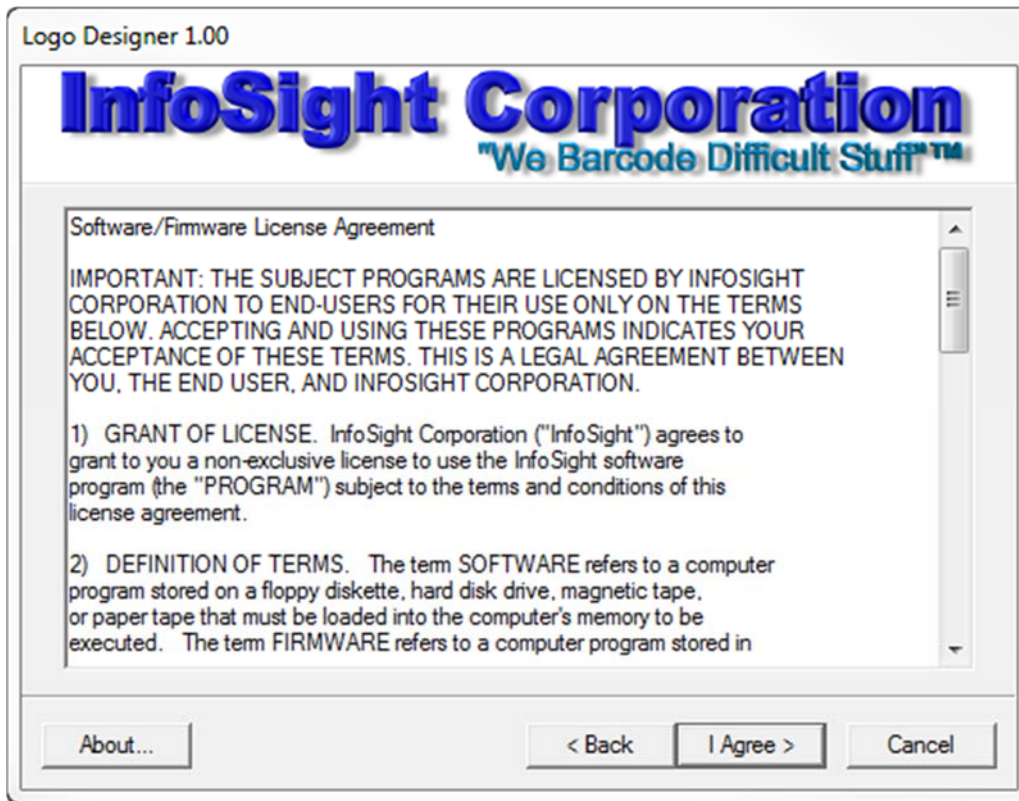 Logo Designer 1.00
InfoSight Corporation
"We Barcode Difficult Stuff"™
Software/Firmware License Agreement
IMPORTANT: THE SUBJECT PROGRAMS ARE LICENSED BY INFOSIGHT
CORPORATION TO END-USERS FOR THEIR USE ONLY ON THE TERMS
BELOW. ACCEPTING AND USING THESE PROGRAMS INDICATES YOUR
ACCEPTANCE OF THESE TERMS. THIS IS A LEGAL AGREEMENT BETWEEN
YOU, THE END USER, AND INFOSIGHT CORPORATION.
1) GRANT OF LICENSE. InfoSight Corporation ("InfoSight") agrees to
grant to you a non-exclusive license to use the InfoSight software
program (the "PROGRAM") subject to the terms and conditions of this
license agreement.
2) DEFINITION OF TERMS. The term SOFTWARE refers to a computer
program stored on a floppy diskette, hard disk drive, magnetic tape,
or paper tape that must be loaded into the computer's memory to be
executed. The term FIRMWARE refers to a computer program stored in
About... < Back I Agree > Cancel